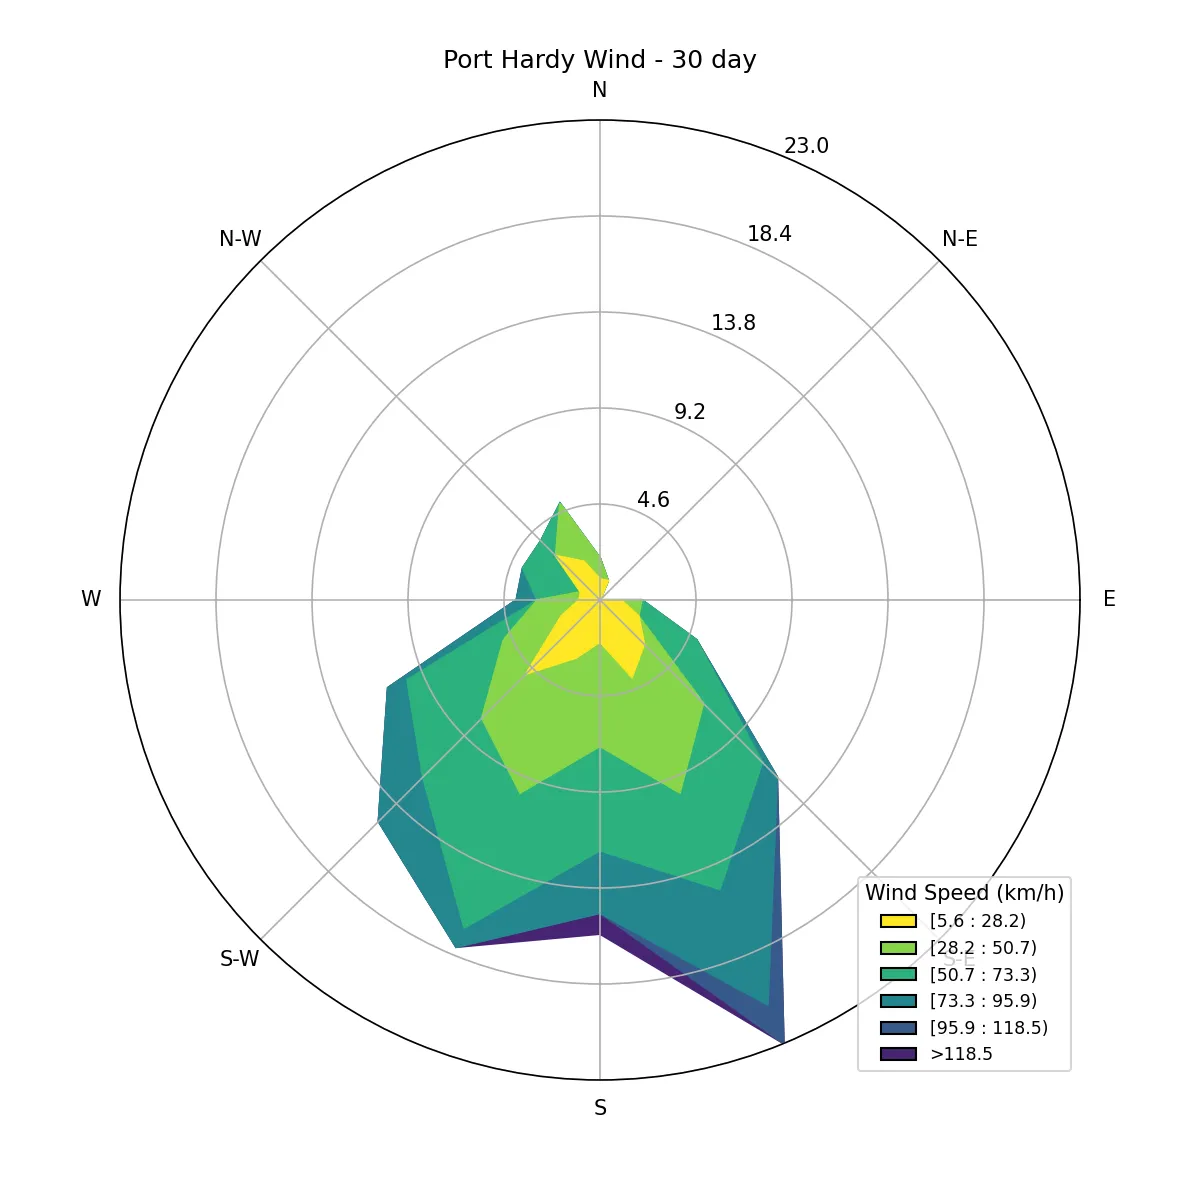 Port Hardy Wind - 30 day
N
23.0
N-W
18.4
N-E
13.8
9.2
4.6
W
E
S-W
S-E
S
Wind Speed (km/h)
[5.6 : 28.2)
[28.2 : 50.7)
[50.7 : 73.3)
[73.3 : 95.9)
[95.9 : 118.5)
>118.5